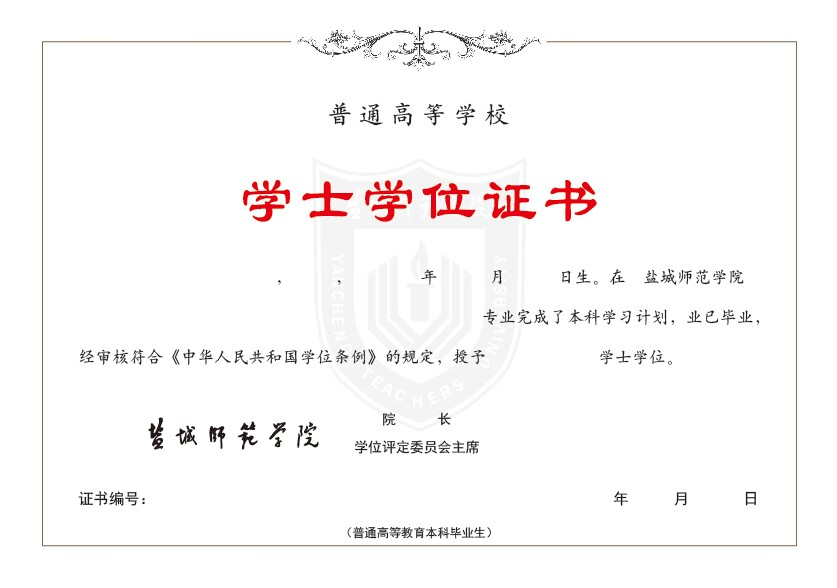 普通高等学校
学士学位证书
, , 年 月 日生。在 盐城师范学院
专业完成了本科学习计划，业已毕业，
经审核符合《中华人民共和国学位条例》的规定，授予 学士学位。
盐城师范学院
院 长
学位评定委员会主席
证书编号： 年 月 日
（普通高等教育本科毕业生）
YANCHENG TEACHERS UNIVERSITY